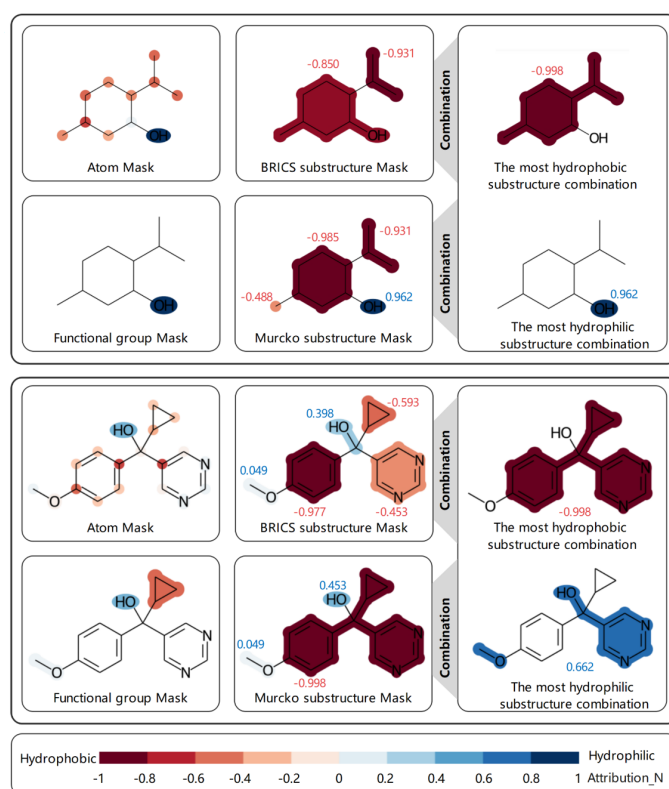 -0.850
-0.931
OH
OH
Atom Mask
BRICS substructure Mask
Combination
-0.998
OH
The most hydrophobic
substructure combination
OH
Functional group Mask
-0.985
-0.931
-0.488
0.962
OH
Murcko substructure Mask
Combination
0.962
OH
The most hydrophilic
substructure combination
HO
N
O
N
Atom Mask
0.398
-0.593
HO
0.049
N
O
N
-0.977
-0.453
BRICS substructure Mask
Combination
HO
N
O
N
-0.998
The most hydrophobic
substructure combination
HO
N
O
N
Functional group Mask
0.453
HO
0.049
N
O
N
-0.998
Murcko substructure Mask
Combination
HO
N
O
N
0.662
The most hydrophilic
substructure combination
Hydrophobic
Hydrophilic
-1 -0.8 -0.6 -0.4 -0.2 0 0.2 0.4 0.6 0.8 1 Attribution_N